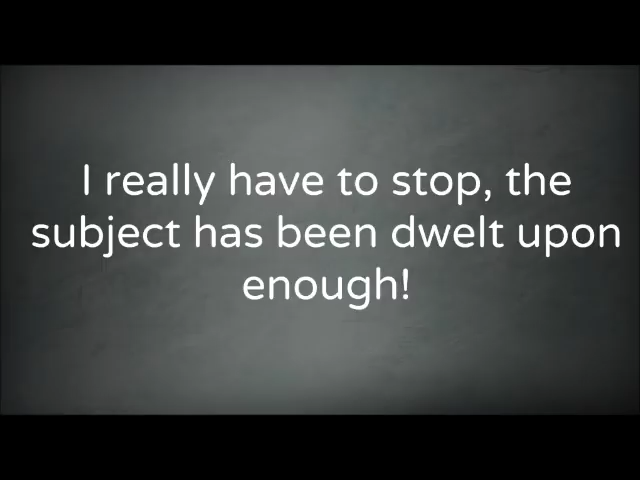 I really have to stop, the
subject has been dwelt upon
enough!